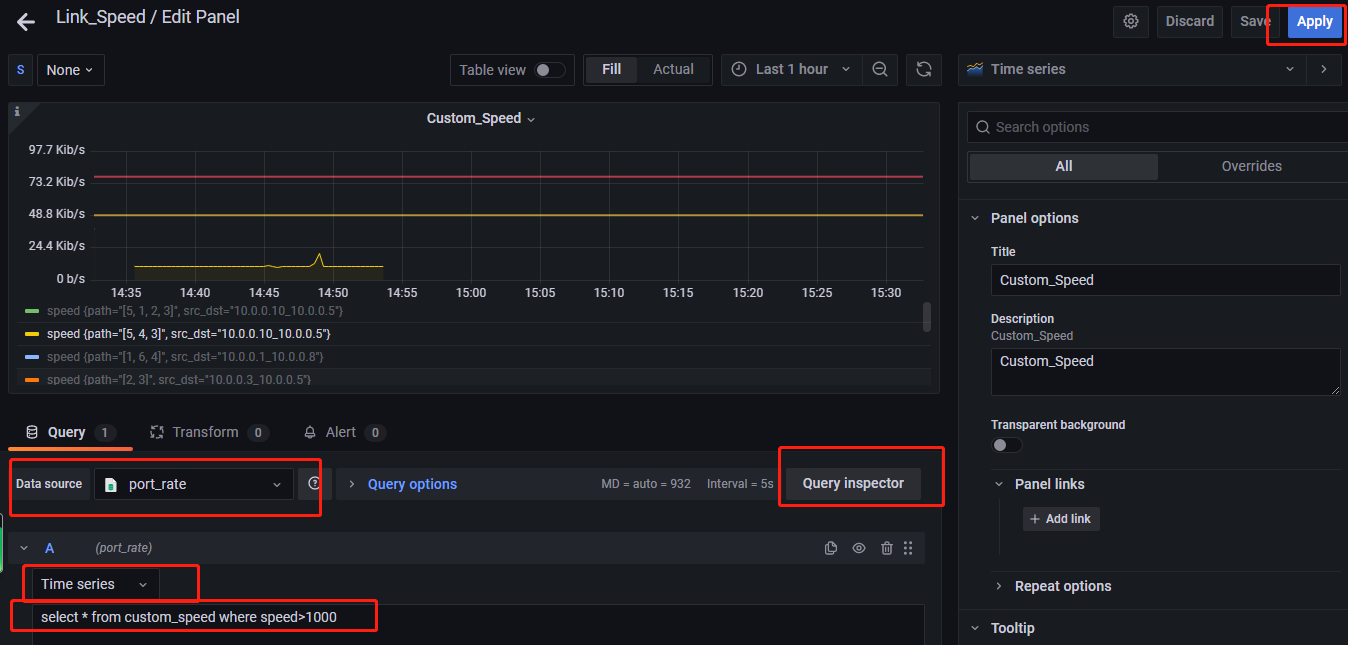 Link_Speed / Edit Panel
Discard
Save
Apply
S
None
Table view
Fill
Actual
Last 1 hour
Time series
Custom_Speed
97.7 Kib/s
73.2 Kib/s
48.8 Kib/s
24.4 Kib/s
0 b/s
14:35
14:40
14:45
14:50
14:55
15:00
15:05
15:10
15:15
15:20
15:25
15:30
speed {path="[5, 1, 2, 3]", src_dst="10.0.0.10_10.0.0.5"}
speed {path="[5, 4, 3]", src_dst="10.0.0.10_10.0.0.5"}
speed {path="[1, 6, 4]", src_dst="10.0.0.1_10.0.0.8"}
speed {path="[2, 3]", src_dst="10.0.0.3_10.0.0.5"}
Query 1
Transform 0
Alert 0
Data source
port_rate
Query options
MD = auto = 932
Interval = 5s
Query inspector
A
(port_rate)
Time series
select * from custom_speed where speed>1000
Search options
All
Overrides
Panel options
Title
Custom_Speed
Description
Custom_Speed
Custom_Speed
Transparent background
Panel links
+ Add link
Repeat options
Tooltip